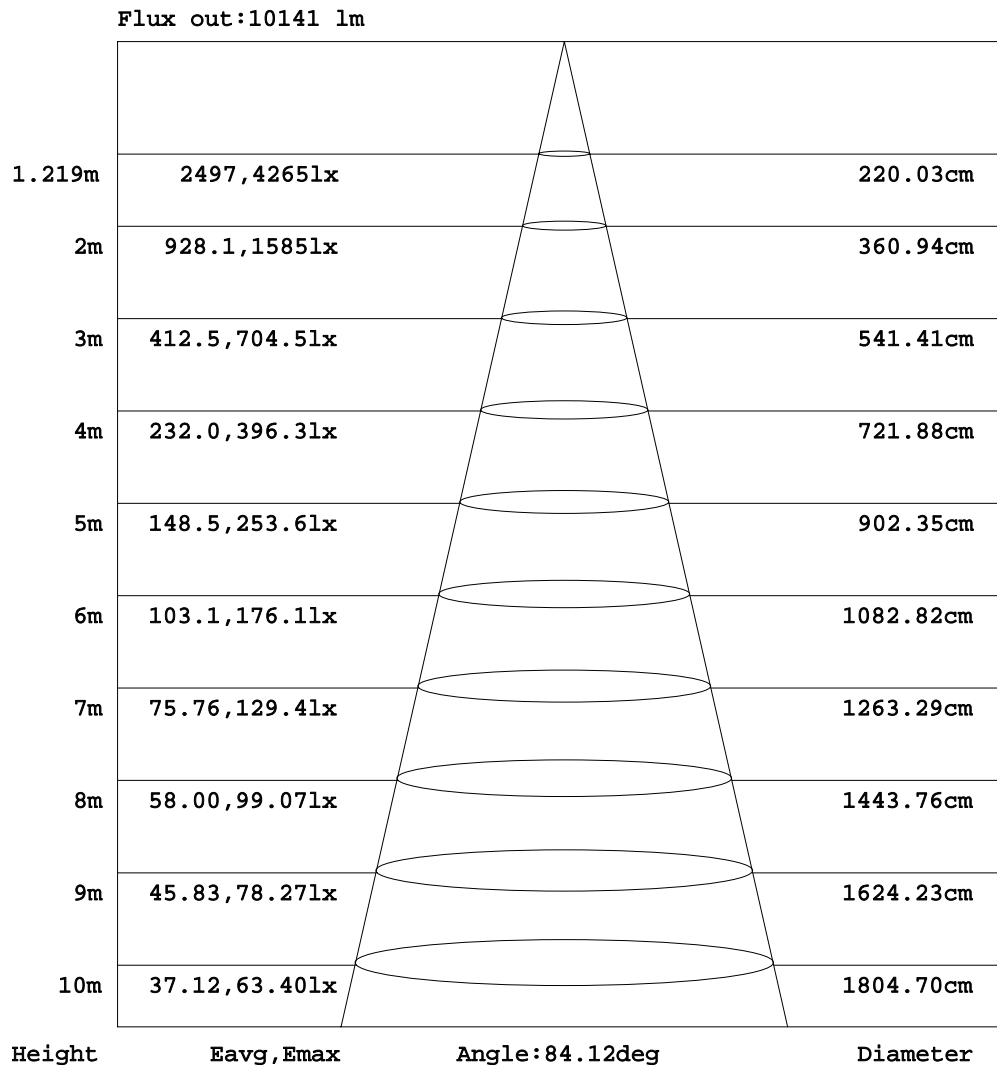 Flux out:10141 lm
1.219m 2497,4265lx 220.03cm
2m 928.1,1585lx 360.94cm
3m 412.5,704.5lx 541.41cm
4m 232.0,396.3lx 721.88cm
5m 148.5,253.6lx 902.35cm
6m 103.1,176.1lx 1082.82cm
7m 75.76,129.4lx 1263.29cm
8m 58.00,99.07lx 1443.76cm
9m 45.83,78.27lx 1624.23cm
10m 37.12,63.40lx 1804.70cm
Height Eavg,Emax Angle:84.12deg Diameter